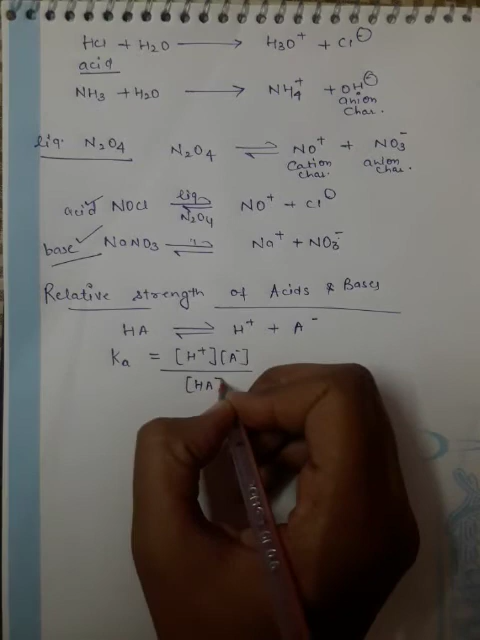 HCl + H2O ⟶ H3O⁺ + Cl⊖
acid
NH3 + H2O ⟶ NH4⁺ + OH⊖
anion
char.
liq. N2O4 N2O4 ⇌ NO⁺ + NO3⁻
cation anion
char. char.
acid ✓ NOCl ⇌ NO⁺ + Cl⊖
liq
N2O4
base ✓ NaNO3 ⇌ Na⁺ + NO3⁻
Relative strength of Acids & Bases
HA ⇌ H⁺ + A⁻
Ka = [H⁺][A⁻]
[HA]